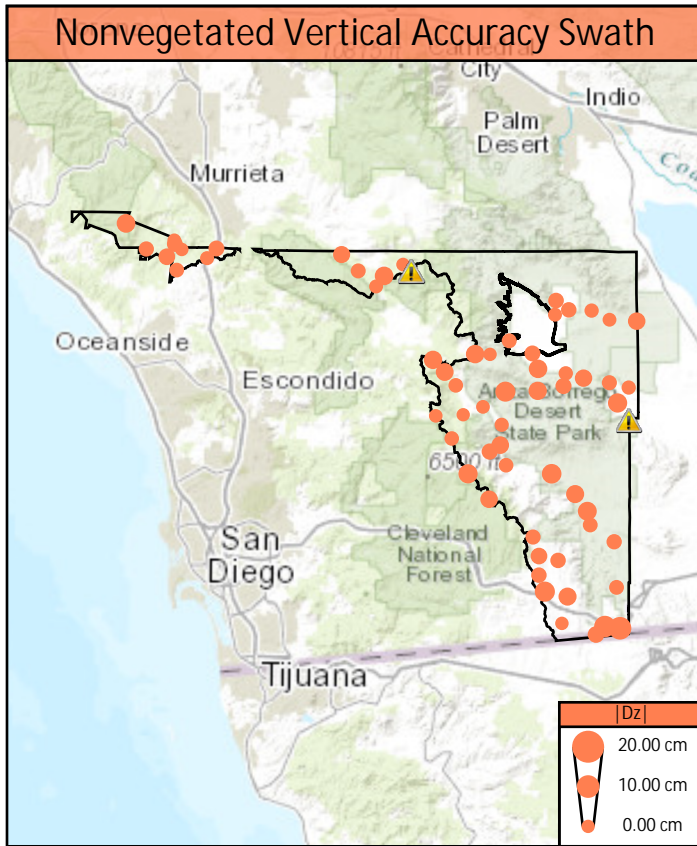 Nonvegetated Vertical Accuracy Swath
City
Indio
Palm
Desert
Murrieta
Oceanside
Escondido
Desert
State Park
6500 ft
Cleveland
National
Forest
San
Diego
Tijuana
|Dz|
20.00 cm
10.00 cm
0.00 cm